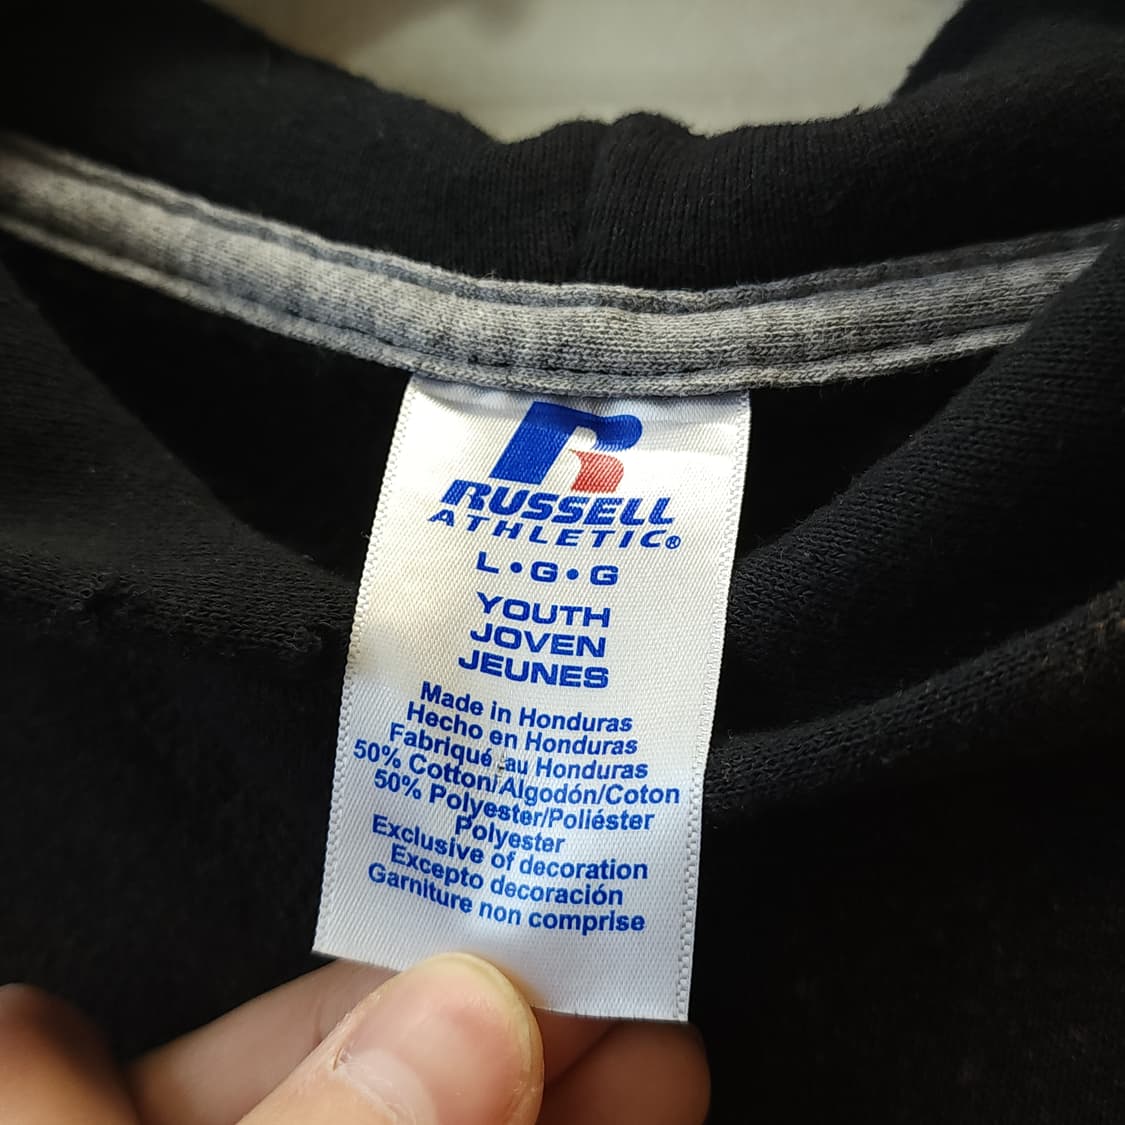 RUSSELL
ATHLETIC®
L•G•G
YOUTH
JOVEN
JEUNES
Made in Honduras
Hecho en Honduras
Fabriqué au Honduras
50% Cotton/Algodón/Coton
50% Polyester/Poliéster
Polyester
Exclusive of decoration
Excepto decoración
Garniture non comprise